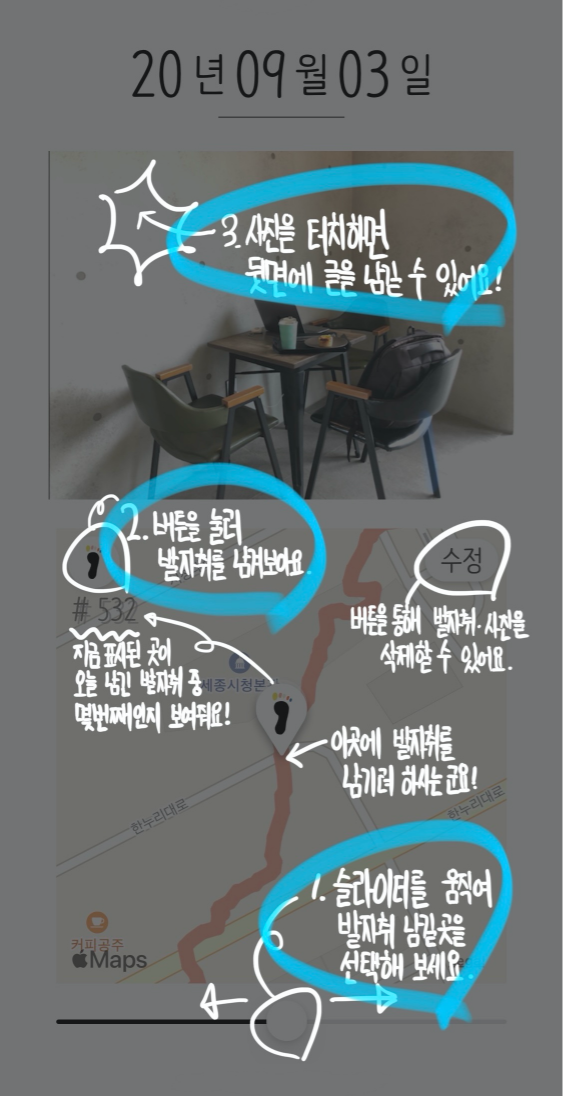 20년 09월 03일
3. 사진을 터치하면
뒷면에 글을 남길 수 있어요!
2. 버튼을 눌러
발자취를 남겨보아요.
수정
버튼을 통해 발자취·사진을
삭제할 수 있어요.
# 532
지금 표시된 곳이
오늘 남긴 발자취 중
몇번째인지 보여줘요!
세종시청본
이곳에 발자취를
남기려 하시는군요!
한누리대로
한누리대로
1. 슬라이더를 움직여
발자취 남길곳을
선택해 보세요.
커피공주
Maps